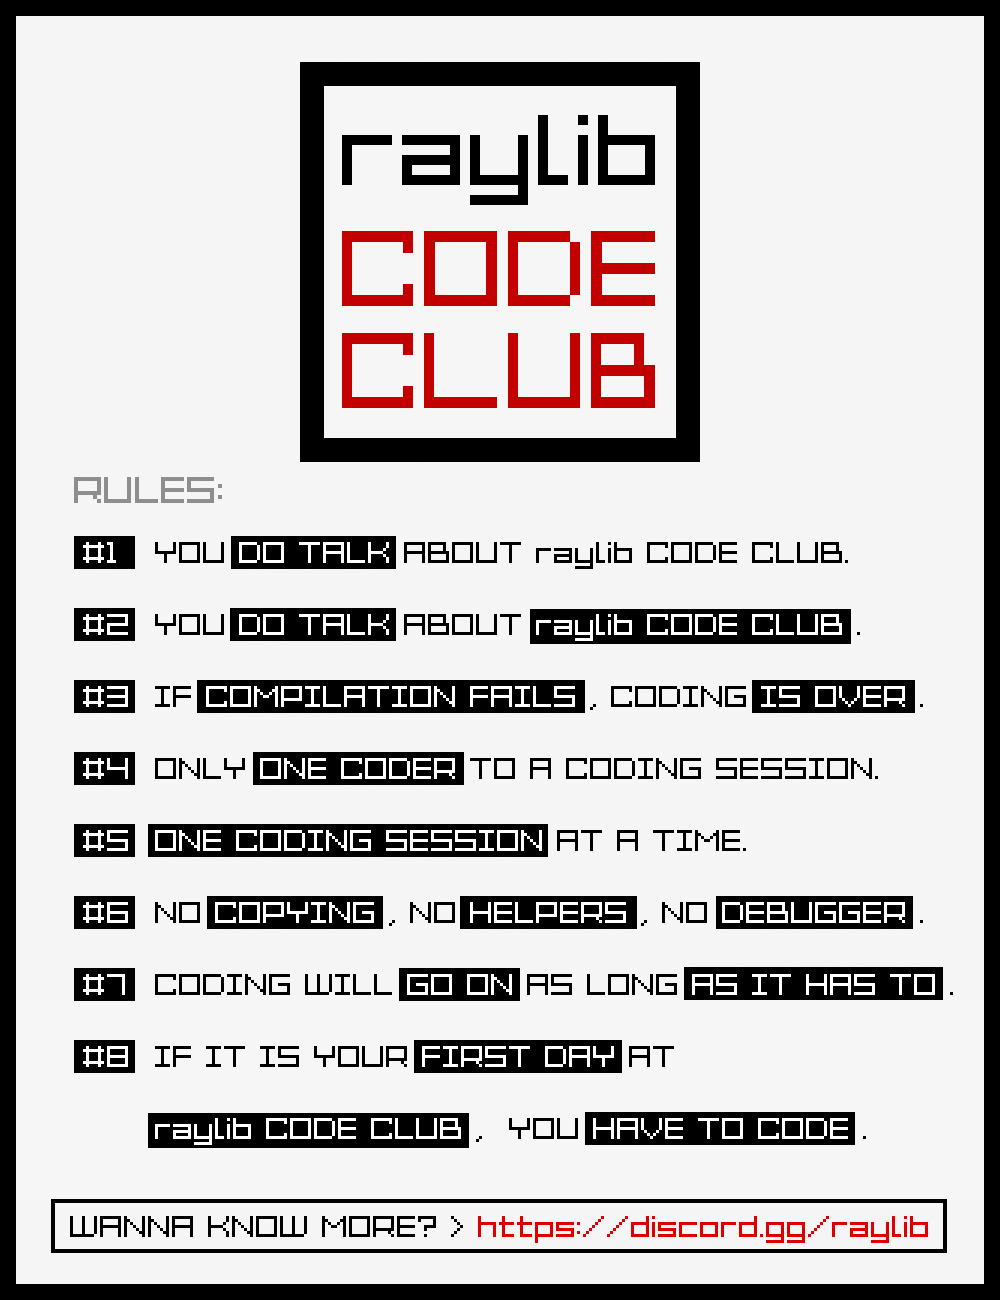 raylib
CODE
CLUB
RULES:
#1 YOU DO TALK ABOUT raylib CODE CLUB.
#2 YOU DO TALK ABOUT raylib CODE CLUB.
#3 IF COMPILATION FAILS, CODING IS OVER.
#4 ONLY ONE CODER TO A CODING SESSION.
#5 ONE CODING SESSION AT A TIME.
#6 NO COPYING, NO HELPERS, NO DEBUGGER.
#7 CODING WILL GO ON AS LONG AS IT HAS TO.
#8 IF IT IS YOUR FIRST DAY AT
raylib CODE CLUB, YOU HAVE TO CODE.
WANNA KNOW MORE? > https://discord.gg/raylib